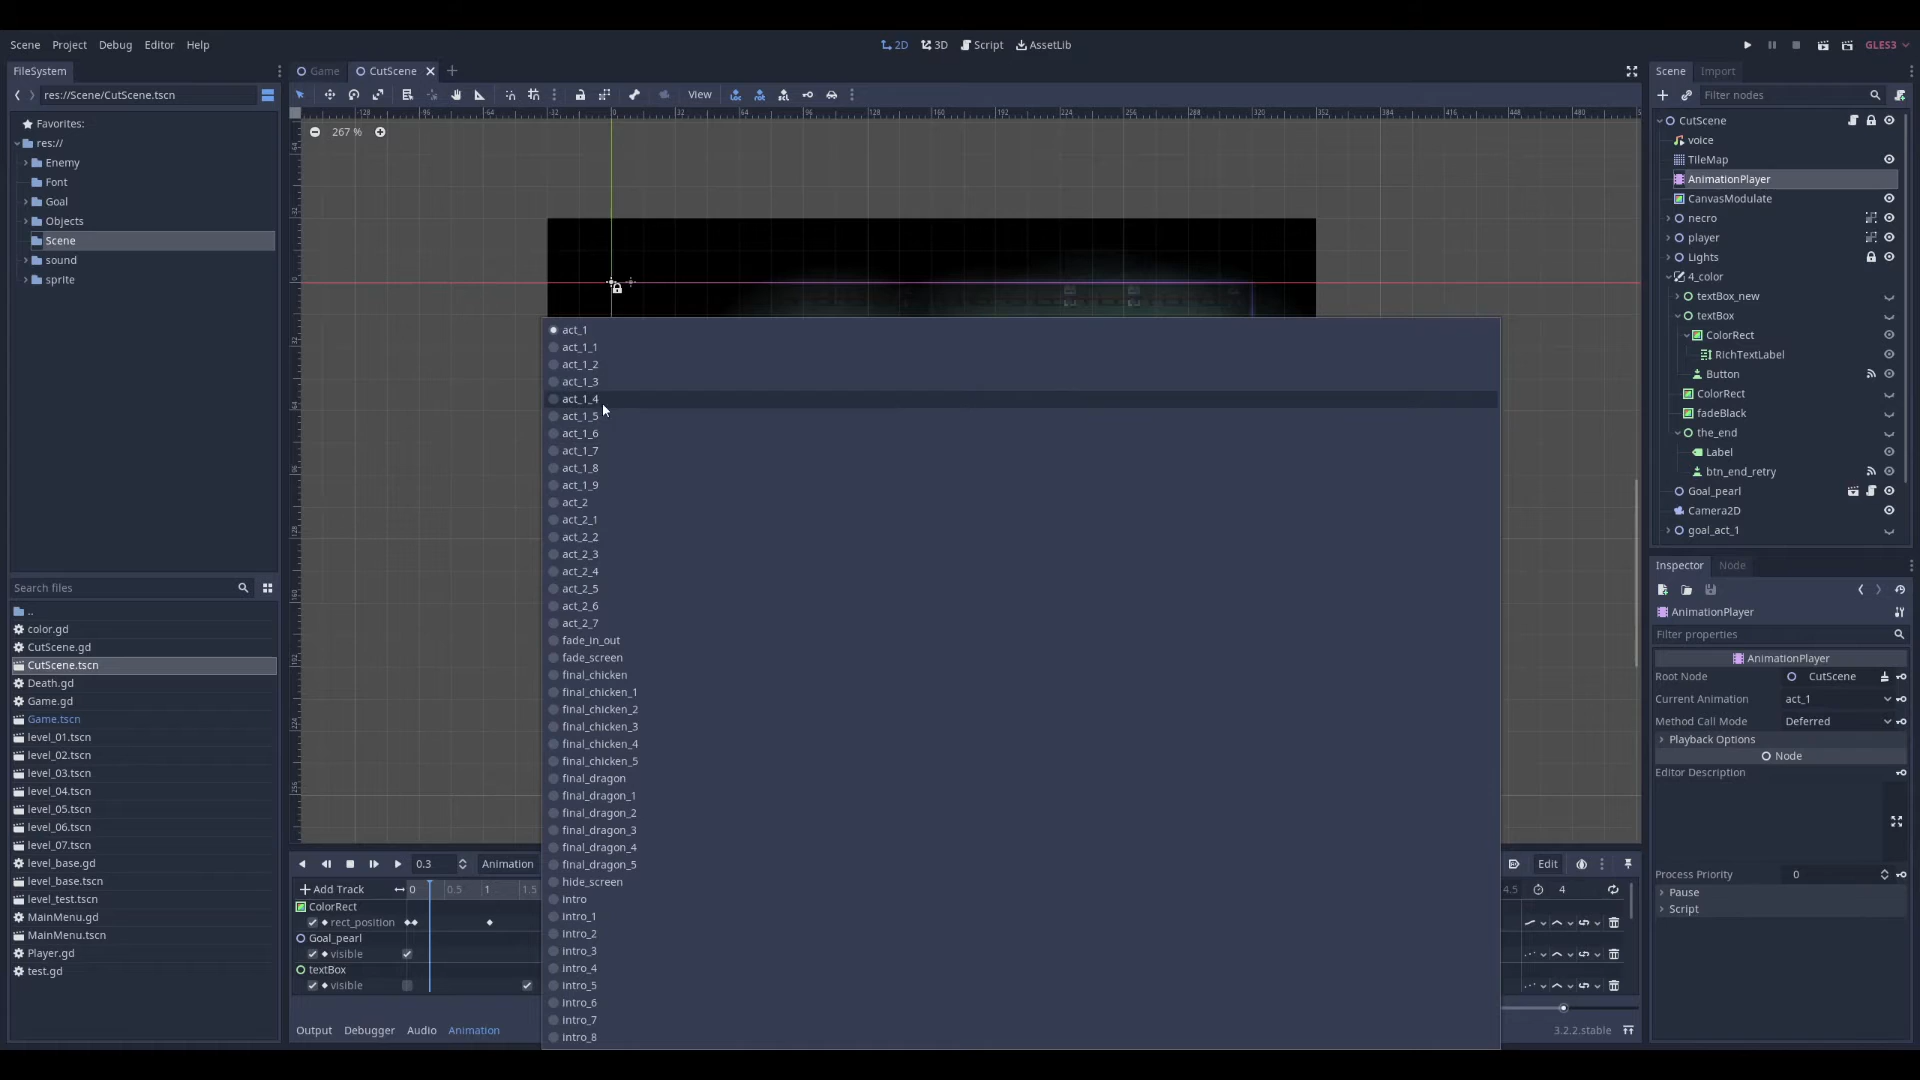 Scene Project Debug Editor Help
2D 3D Script AssetLib
GLES3
FileSystem
res://Scene/CutScene.tscn
Favorites:
res://
Enemy
Font
Goal
Objects
Scene
sound
sprite
Search files
..
color.gd
CutScene.gd
CutScene.tscn
Death.gd
Game.gd
Game.tscn
level_01.tscn
level_02.tscn
level_03.tscn
level_04.tscn
level_05.tscn
level_06.tscn
level_07.tscn
level_base.gd
level_base.tscn
level_test.tscn
MainMenu.gd
MainMenu.tscn
Player.gd
test.gd
Game CutScene
View
267 %
act_1
act_1_1
act_1_2
act_1_3
act_1_4
act_1_5
act_1_6
act_1_7
act_1_8
act_1_9
act_2
act_2_1
act_2_2
act_2_3
act_2_4
act_2_5
act_2_6
act_2_7
fade_in_out
fade_screen
final_chicken
final_chicken_1
final_chicken_2
final_chicken_3
final_chicken_4
final_chicken_5
final_dragon
final_dragon_1
final_dragon_2
final_dragon_3
final_dragon_4
final_dragon_5
hide_screen
intro
intro_1
intro_2
intro_3
intro_4
intro_5
intro_6
intro_7
intro_8
0.3 Animation
Edit
Add Track 0 0.5 1 1.5
4.5 4
ColorRect
rect_position
Goal_pearl
visible
textBox
visible
Output Debugger Audio Animation
3.2.2.stable
Scene Import
Filter nodes
CutScene
voice
TileMap
AnimationPlayer
CanvasModulate
necro
player
Lights
4_color
textBox_new
textBox
ColorRect
RichTextLabel
Button
ColorRect
fadeBlack
the_end
Label
btn_end_retry
Goal_pearl
Camera2D
goal_act_1
Inspector Node
AnimationPlayer
Filter properties
AnimationPlayer
Root Node CutScene
Current Animation act_1
Method Call Mode Deferred
Playback Options
Node
Editor Description
Process Priority 0
Pause
Script